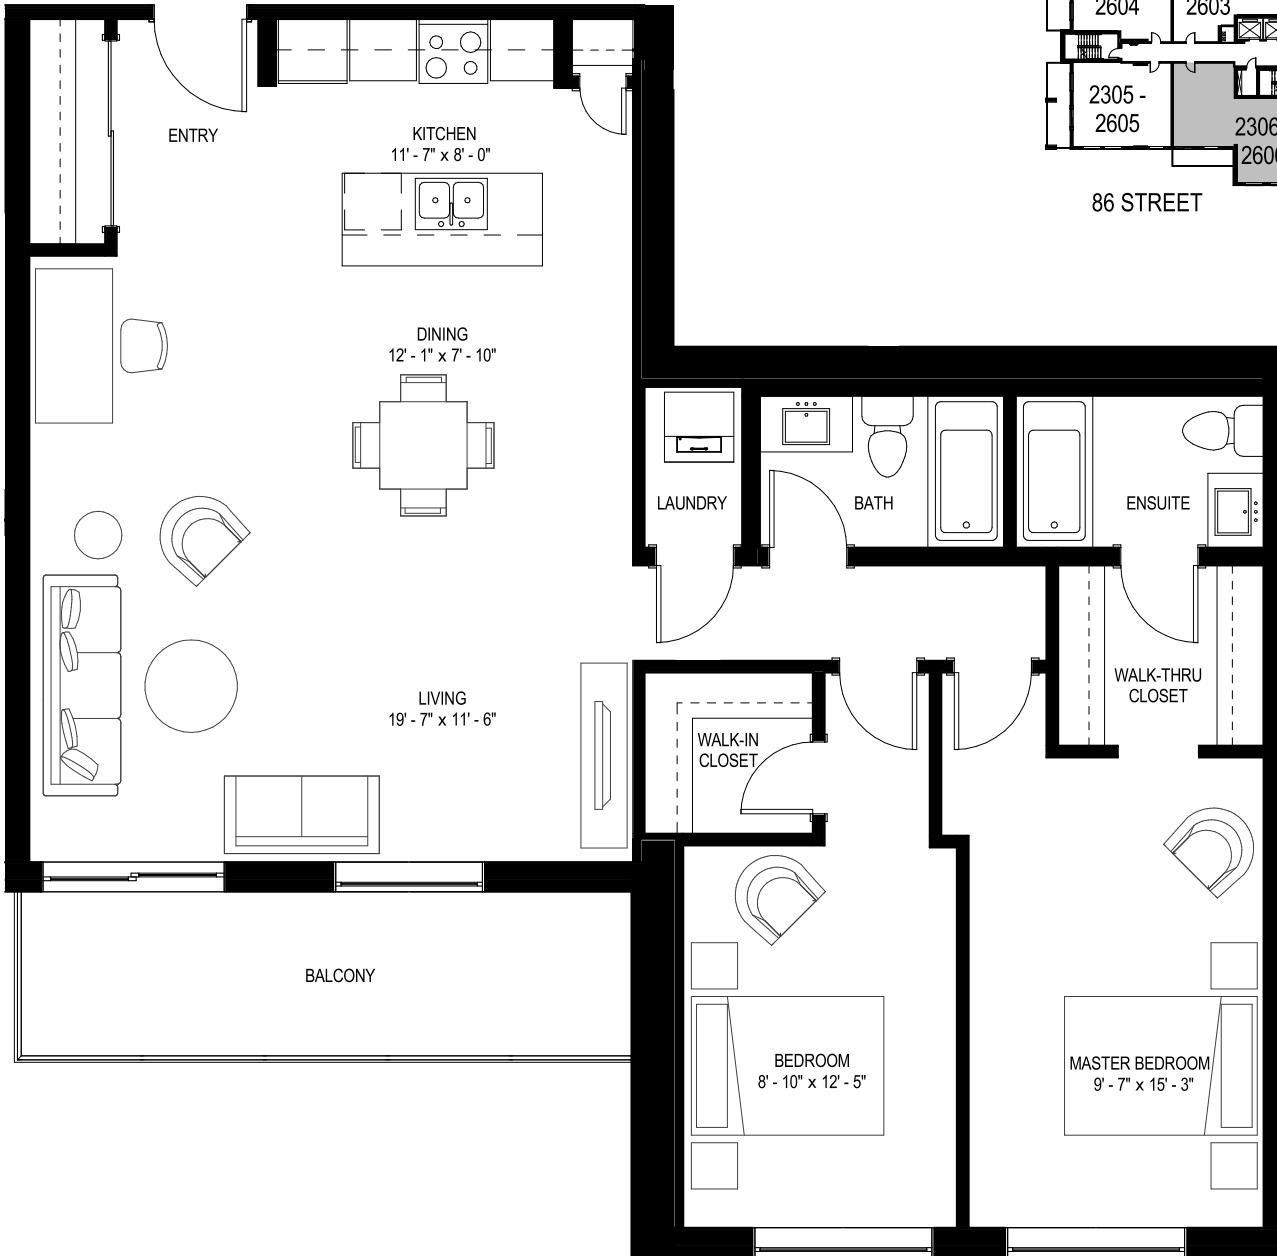 2604
2603
2305 -
2605
2306
86 STREET
ENTRY
KITCHEN
11' - 7" x 8' - 0"
DINING
12' - 1" x 7' - 10"
LAUNDRY
BATH
ENSUITE
WALK-THRU
CLOSET
LIVING
19' - 7" x 11' - 6"
WALK-IN
CLOSET
BALCONY
BEDROOM
8' - 10" x 12' - 5"
MASTER BEDROOM
9' - 7" x 15' - 3"